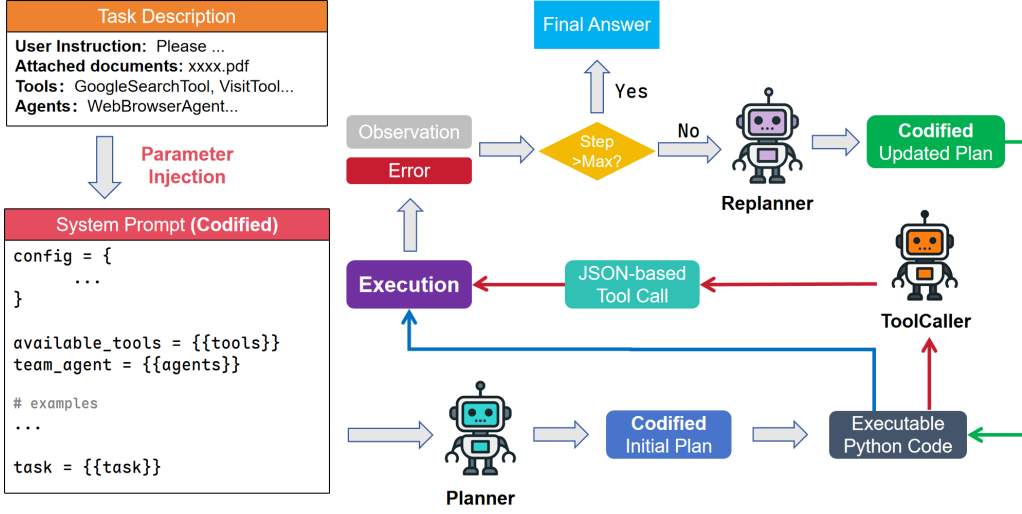 Task Description
User Instruction: Please ...
Attached documents: xxxx.pdf
Tools: GoogleSearchTool, VisitTool...
Agents: WebBrowserAgent...
Parameter
Injection
System Prompt (Codified)
config = {
...
}
available_tools = {{tools}}
team_agent = {{agents}}
# examples
...
task = {{task}}
Final Answer
Yes
Observation
Error
Step
>Max?
No
Replanner
Codified
Updated Plan
Execution
JSON-based
Tool Call
ToolCaller
Planner
Codified
Initial Plan
Executable
Python Code